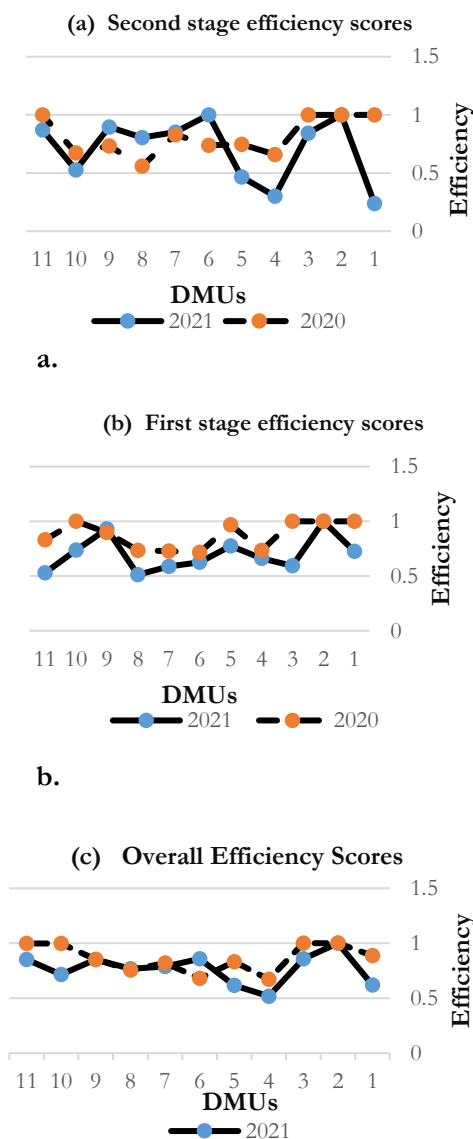 (a) Second stage efficiency scores
1.5
1
0.5
0
Efficiency
11 10 9 8 7 6 5 4 3 2 1
DMUs
2021 2020
a.
(b) First stage efficiency scores
1.5
1
0.5
0
Efficiency
11 10 9 8 7 6 5 4 3 2 1
DMUs
2021 2020
b.
(c) Overall Efficiency Scores
1.5
1
0.5
0
Efficiency
11 10 9 8 7 6 5 4 3 2 1
DMUs
2021